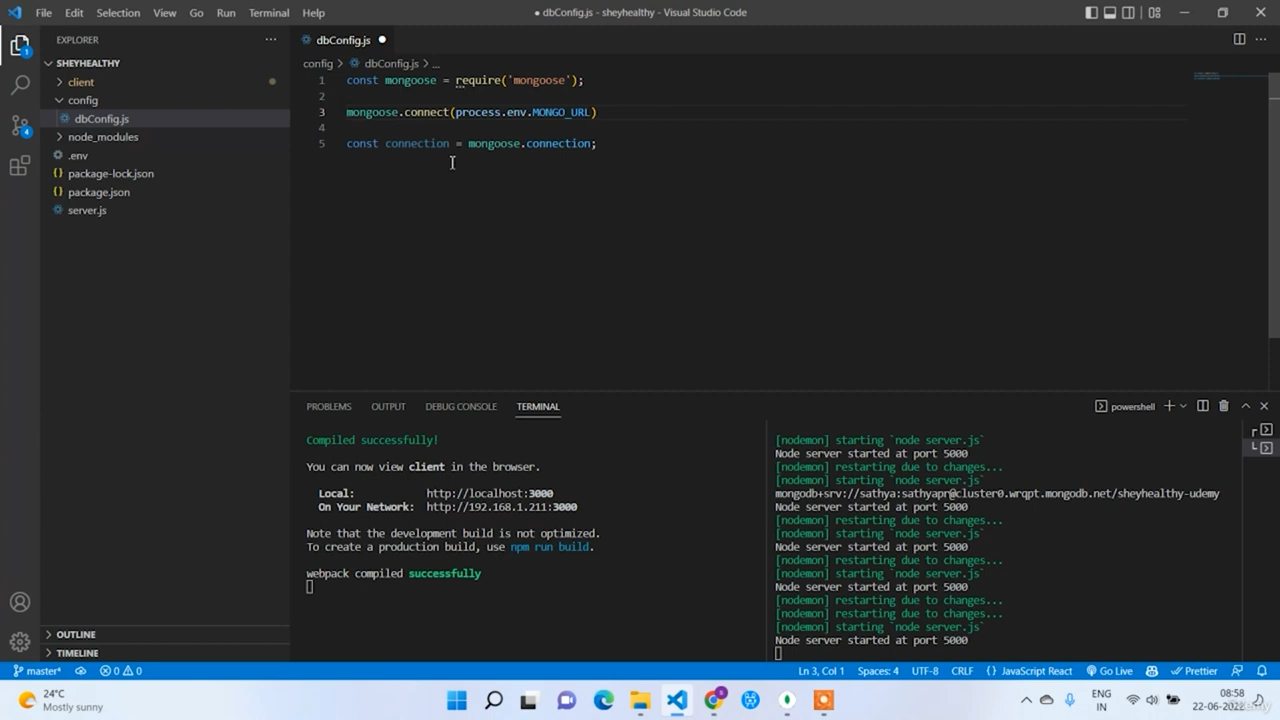 File Edit Selection View Go Run Terminal Help
● dbConfig.js - sheyhealthy - Visual Studio Code
EXPLORER
SHEYHEALTHY
client
config
dbConfig.js
node_modules
.env
package-lock.json
package.json
server.js
OUTLINE
TIMELINE
1
4
dbConfig.js
config > dbConfig.js > ...
1 const mongoose = require('mongoose');
2
3 mongoose.connect(process.env.MONGO_URL)
4
5 const connection = mongoose.connection;
PROBLEMS OUTPUT DEBUG CONSOLE TERMINAL
powershell
Compiled successfully!
You can now view client in the browser.
Local: http://localhost:3000
On Your Network: http://192.168.1.211:3000
Note that the development build is not optimized.
To create a production build, use npm run build.
webpack compiled successfully
[nodemon] starting `node server.js`
Node server started at port 5000
[nodemon] restarting due to changes...
[nodemon] starting `node server.js`
mongodb+srv://sathya:sathyapr@cluster0.wrqpt.mongodb.net/sheyhealthy-udemy
Node server started at port 5000
[nodemon] restarting due to changes...
[nodemon] starting `node server.js`
Node server started at port 5000
[nodemon] restarting due to changes...
[nodemon] starting `node server.js`
Node server started at port 5000
[nodemon] restarting due to changes...
[nodemon] restarting due to changes...
[nodemon] starting `node server.js`
Node server started at port 5000
master* 0 0
Ln 3, Col 1 Spaces: 4 UTF-8 CRLF JavaScript React Go Live Prettier
24°C
Mostly sunny
ENG
IN
08:58
22-06-2022